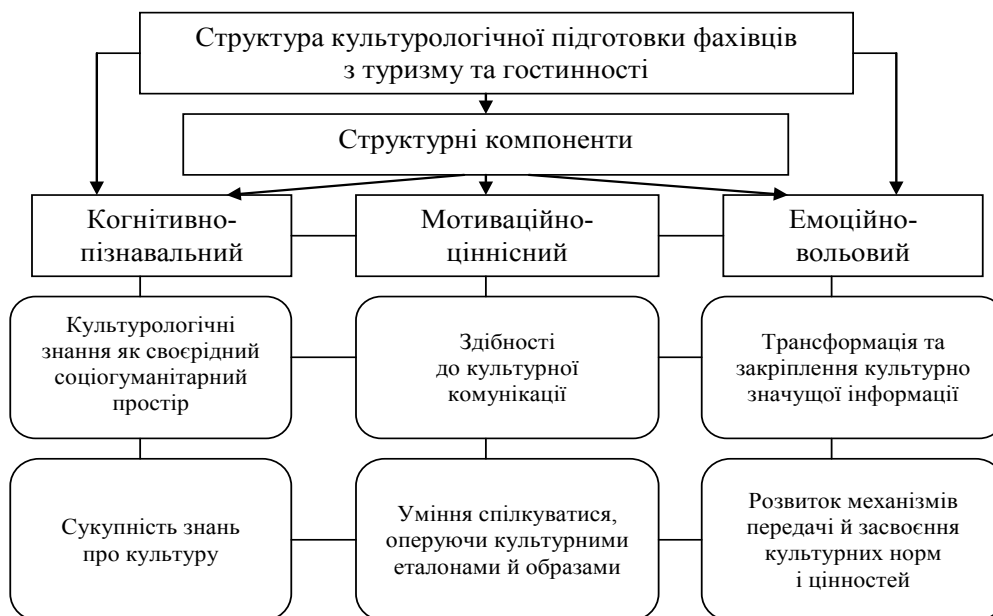 Структура культурологічної підготовки фахівців
з туризму та гостинності
Структурні компоненти
Когнітивно-
пізнавальний
Мотиваційно-
ціннісний
Емоційно-
вольовий
Культурологічні
знання як своєрідний
соціогуманітарний
простір
Здібності
до культурної
комунікації
Трансформація та
закріплення культурно
значущої інформації
Сукупність знань
про культуру
Уміння спілкуватися,
оперуючи культурними
еталонами й образами
Розвиток механізмів
передачі й засвоєння
культурних норм
і цінностей